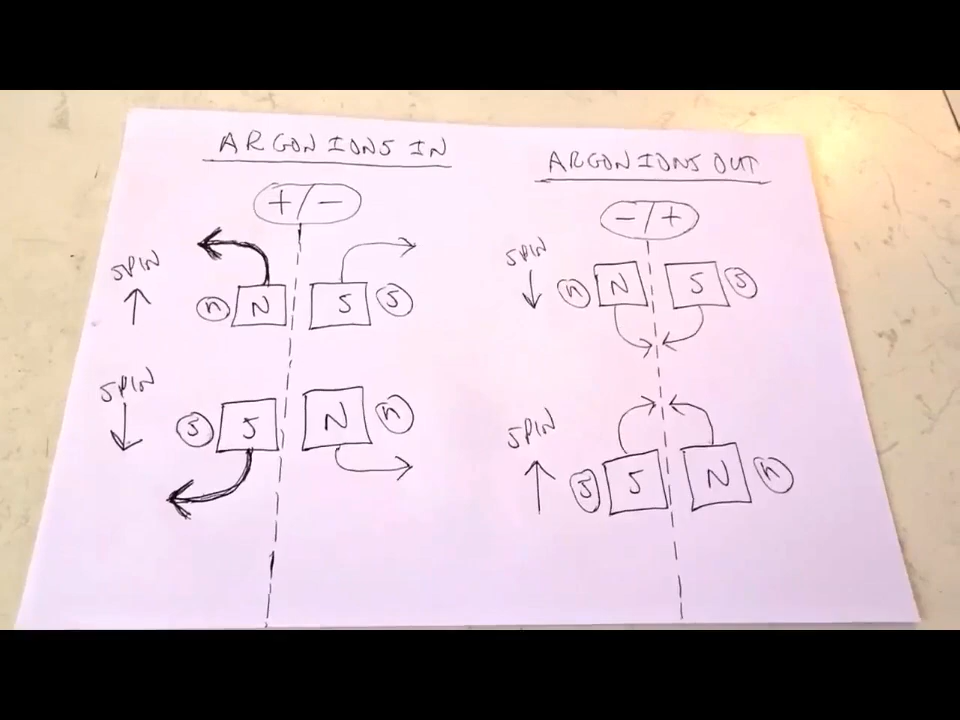 ARGON IONS IN
+/-
SPIN
n N S S
SPIN
S S N n
ARGON IONS OUT
-/+
SPIN
n N S S
SPIN
S S N n